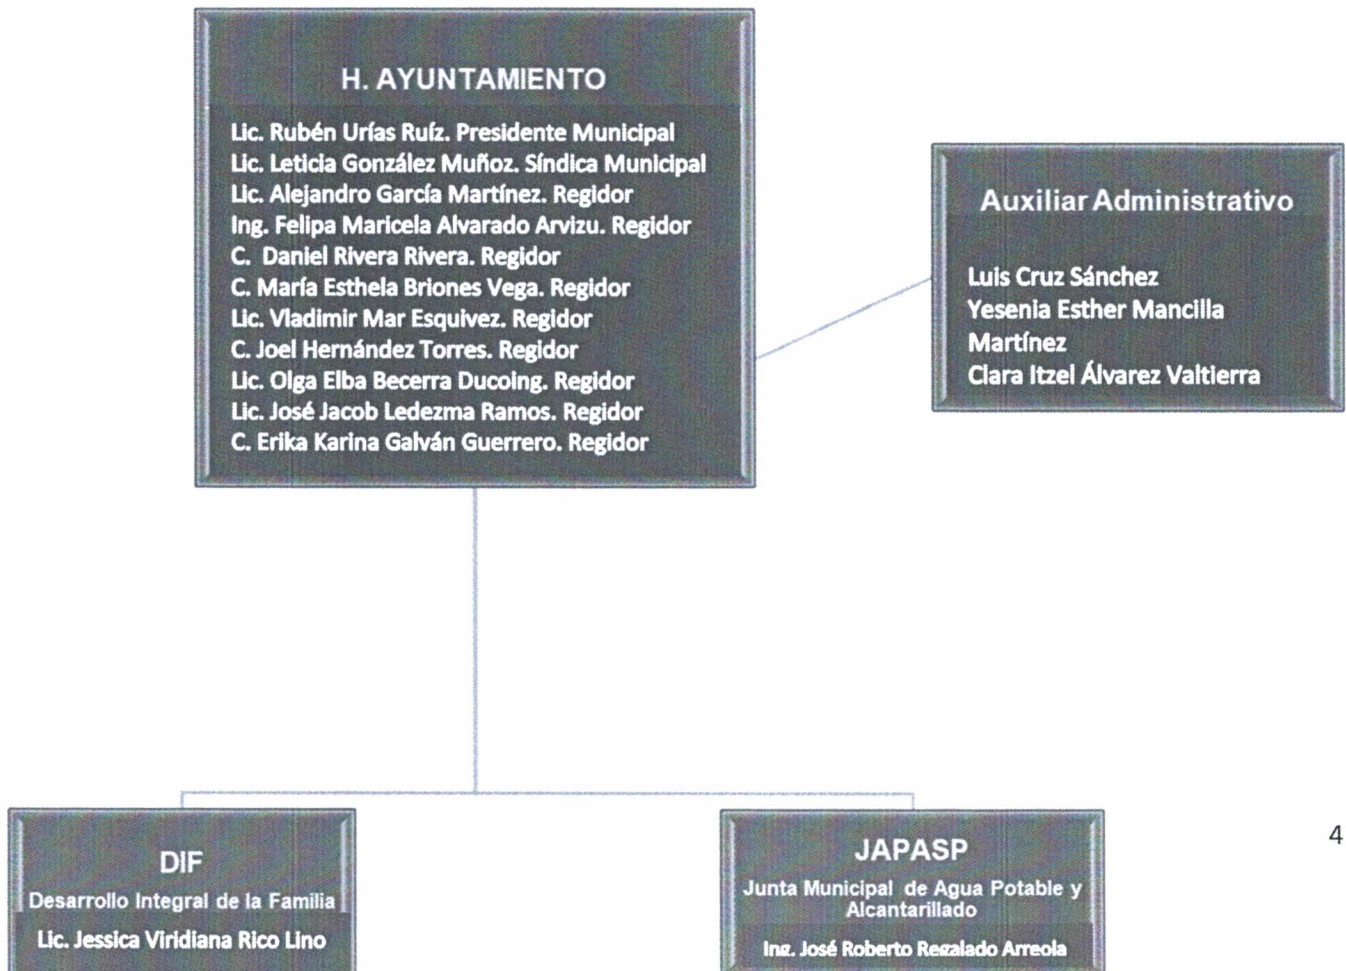 H. AYUNTAMIENTO
Lic. Rubén Urías Ruíz. Presidente Municipal
Lic. Leticia González Muñoz. Síndica Municipal
Lic. Alejandro García Martínez. Regidor
Ing. Felipa Maricela Alvarado Arvizu. Regidor
C. Daniel Rivera Rivera. Regidor
C. María Esthela Briones Vega. Regidor
Lic. Vladimir Mar Esquivez. Regidor
C. Joel Hernández Torres. Regidor
Lic. Olga Elba Becerra Ducoing. Regidor
Lic. José Jacob Ledezma Ramos. Regidor
C. Erika Karina Galván Guerrero. Regidor
Auxiliar Administrativo
Luis Cruz Sánchez
Yesenia Esther Mancilla
Martínez
Clara Itzel Álvarez Valtierra
DIF
Desarrollo Integral de la Familia
Lic. Jessica Viridiana Rico Lino
JAPASP
Junta Municipal de Agua Potable y
Alcantarillado
Ing. José Roberto Regalado Arreola
4